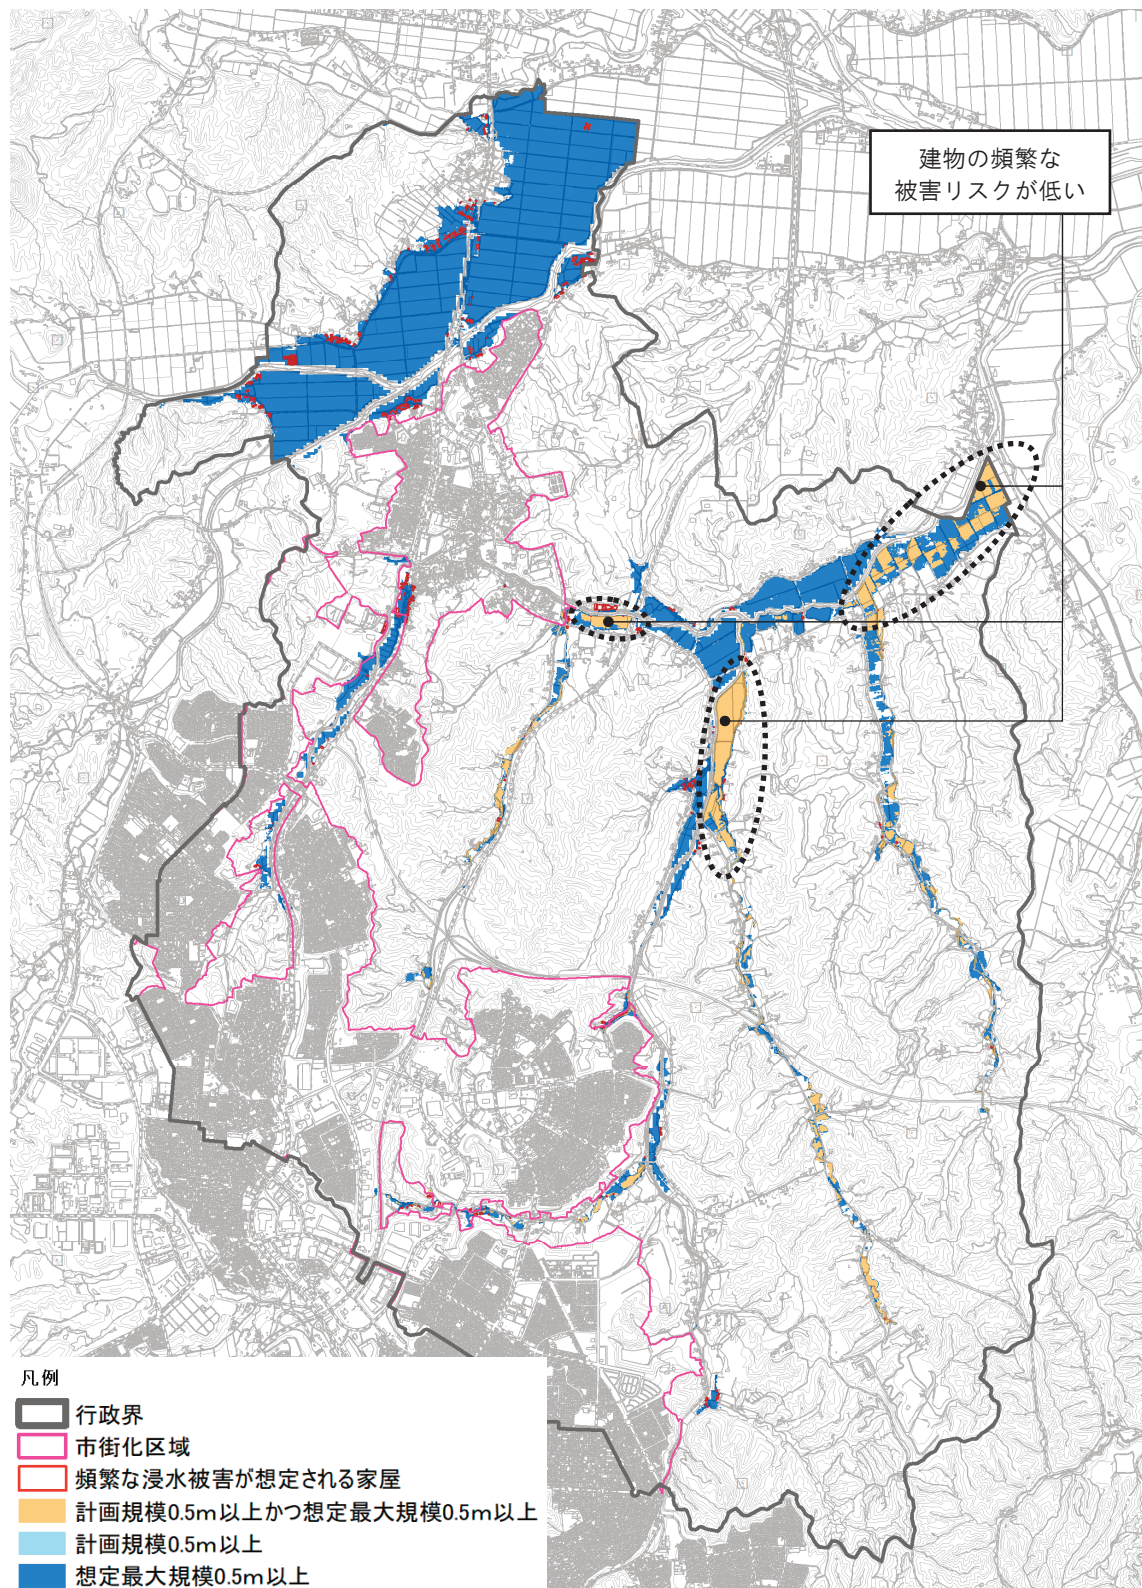 建物の頻繁な
被害リスクが低い
凡例
行政界
市街化区域
頻繁な浸水被害が想定される家屋
計画規模0.5m以上かつ想定最大規模0.5m以上
計画規模0.5m以上
想定最大規模0.5m以上